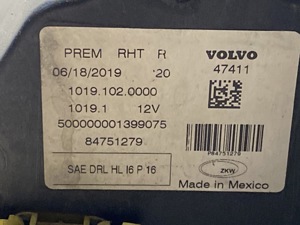 PREM RHT R VOLVO
06/18/2019 '20 47411
1019.102.0000
1019.1 12V
500000001399075
84751279
P84751279
SAE DRL HL I6 P 16
ZKW
Made in Mexico